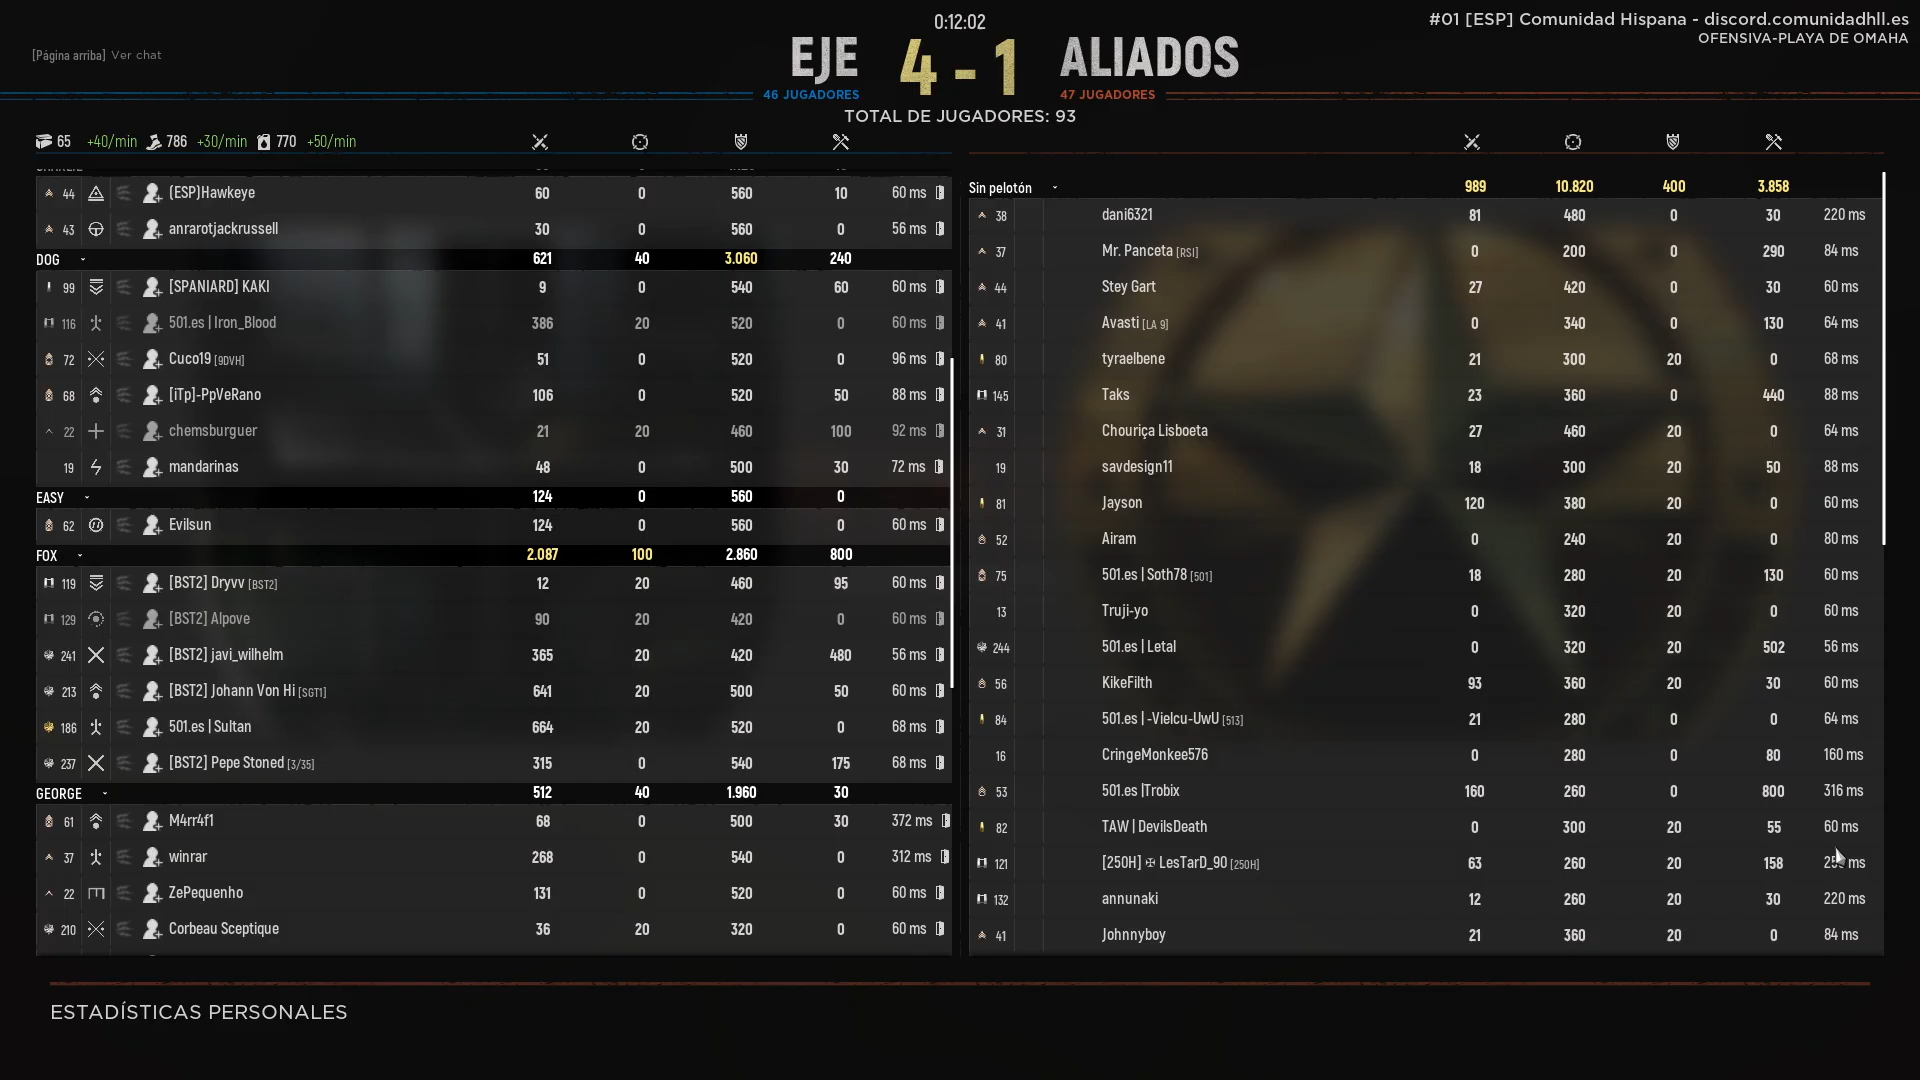 0:12:02
#01 [ESP] Comunidad Hispana - discord.comunidadhll.es
OFENSIVA-PLAYA DE OMAHA
[Página arriba] Ver chat
EJE 4 - 1 ALIADOS
46 JUGADORES 47 JUGADORES
TOTAL DE JUGADORES: 93
65 +40/min 786 +30/min 770 +50/min
44 (ESP)Hawkeye 60 0 560 10 60 ms
43 anrarotjackrussell 30 0 560 0 56 ms
DOG 621 40 3.060 240
99 [SPANIARD] KAKI 9 0 540 60 60 ms
116 501.es | Iron_Blood 386 20 520 0 60 ms
72 Cuco19 [9DVH] 51 0 520 0 96 ms
68 [iTp]-PpVeRano 106 0 520 50 88 ms
22 chemsburguer 21 20 460 100 92 ms
19 mandarinas 48 0 500 30 72 ms
EASY 124 0 560 0
62 Evilsun 124 0 560 0 60 ms
FOX 2.087 100 2.860 800
119 [BST2] Dryvv [BST2] 12 20 460 95 60 ms
129 [BST2] Alpove 90 20 420 0 60 ms
241 [BST2] javi_wilhelm 365 20 420 480 56 ms
213 [BST2] Johann Von Hi [SGT1] 641 20 500 50 60 ms
186 501.es | Sultan 664 20 520 0 68 ms
237 [BST2] Pepe Stoned [3/35] 315 0 540 175 68 ms
GEORGE 512 40 1.960 30
61 M4rr4f1 68 0 500 30 372 ms
37 winrar 268 0 540 0 312 ms
22 ZePequenho 131 0 520 0 60 ms
210 Corbeau Sceptique 36 20 320 0 60 ms
Sin pelotón 989 10.820 400 3.858
38 dani6321 81 480 0 30 220 ms
37 Mr. Panceta [RSI] 0 200 0 290 84 ms
44 Stey Gart 27 420 0 30 60 ms
41 Avasti [LA 9] 0 340 0 130 64 ms
80 tyraelbene 21 300 20 0 68 ms
145 Taks 23 360 0 440 88 ms
31 Chouriça Lisboeta 27 460 20 0 64 ms
19 savdesign11 18 300 20 50 88 ms
81 Jayson 120 380 20 0 60 ms
52 Airam 0 240 20 0 80 ms
75 501.es | Soth78 [501] 18 280 20 130 60 ms
13 Truji-yo 0 320 20 0 60 ms
244 501.es | Letal 0 320 20 502 56 ms
56 KikeFilth 93 360 20 30 60 ms
84 501.es | -Vielcu-UwU [513] 21 280 0 0 64 ms
16 CringeMonkee576 0 280 0 80 160 ms
53 501.es |Trobix 160 260 0 800 316 ms
82 TAW | DevilsDeath 0 300 20 55 60 ms
121 [250H] ✠ LesTarD_90 [250H] 63 260 20 158 ms
132 annunaki 12 260 20 30 220 ms
41 Johnnyboy 21 360 20 0 84 ms
ESTADÍSTICAS PERSONALES